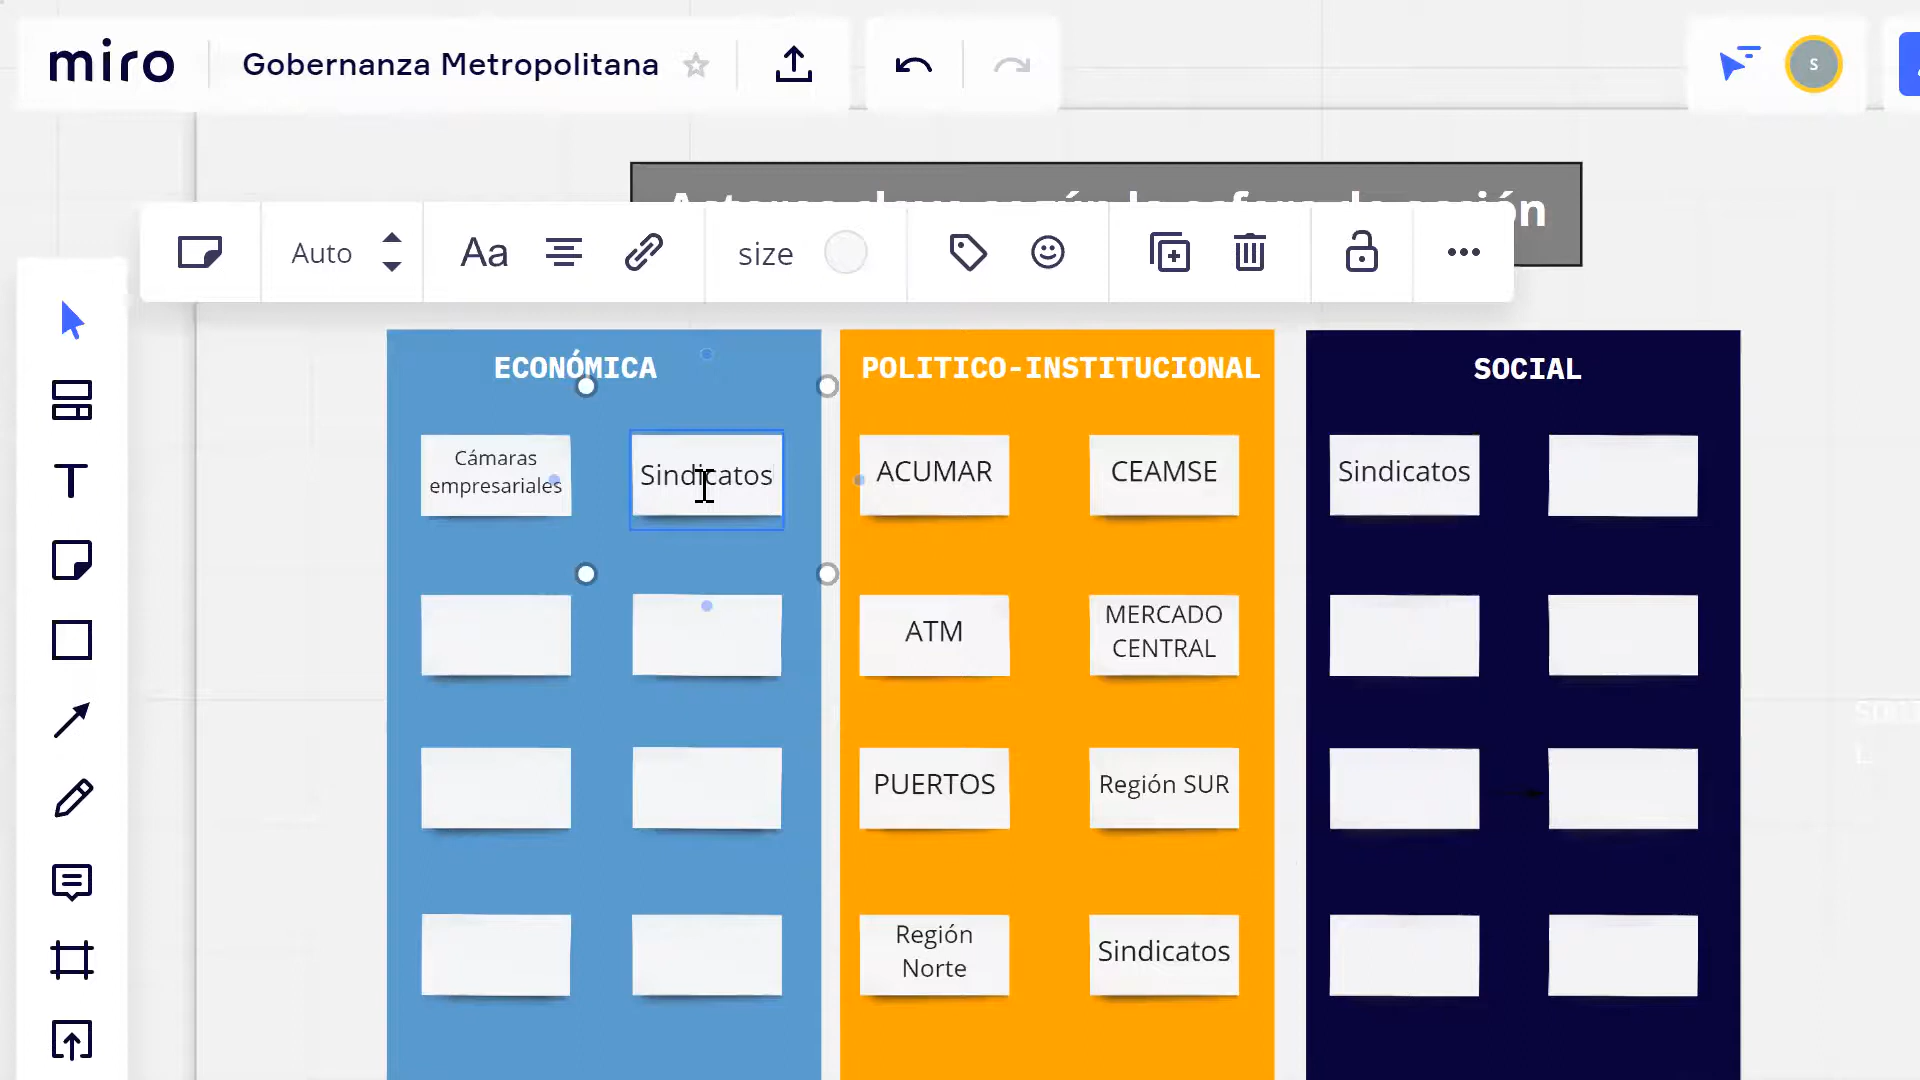 miro
Gobernanza Metropolitana
S
Auto
Aa
size
ECONÓMICA
POLITICO-INSTITUCIONAL
SOCIAL
Cámaras
empresariales
Sindicatos
ACUMAR
CEAMSE
Sindicatos
ATM
MERCADO
CENTRAL
PUERTOS
Región SUR
Región
Norte
Sindicatos